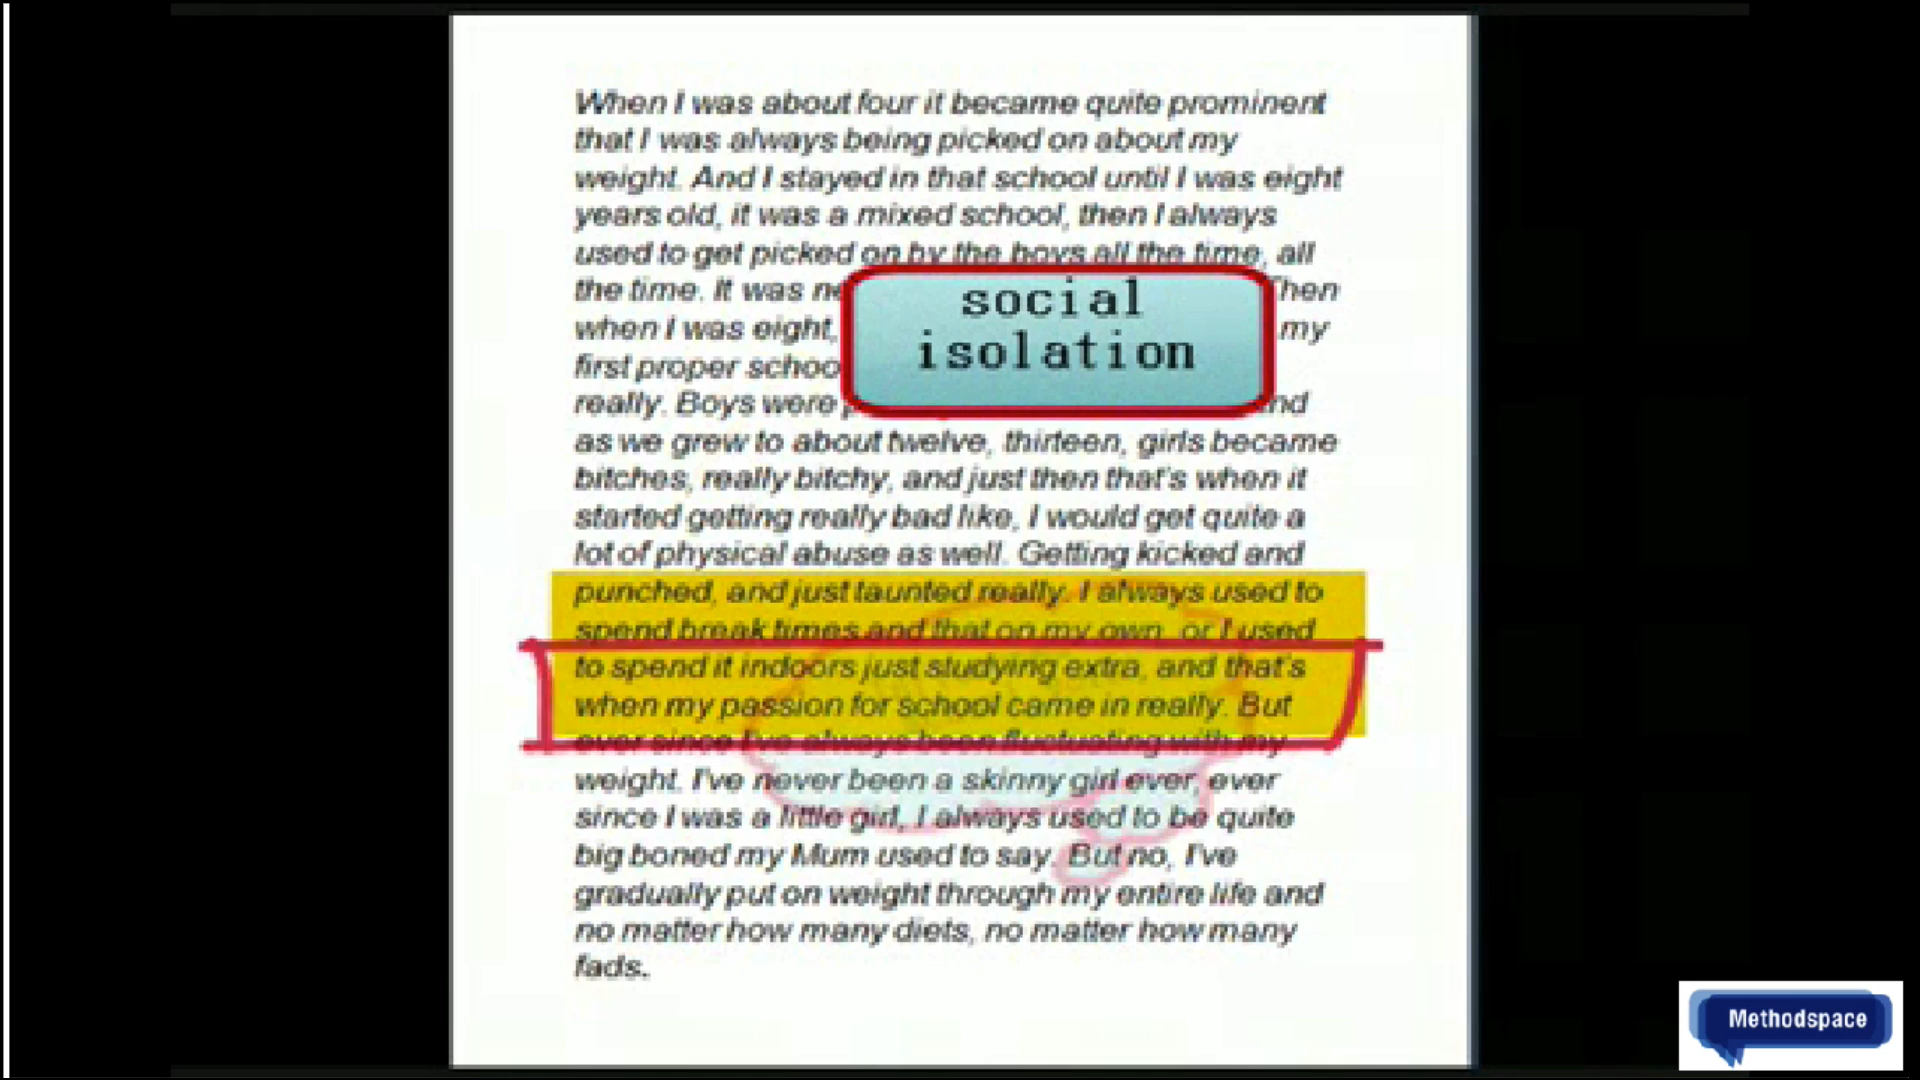 When I was about four it became quite prominent
that I was always being picked on about my
weight. And I stayed in that school until I was eight
years old, it was a mixed school, then I always
used to get picked on by the boys all the time, all
the time. It was
when I was eight, my
first proper
really. Boys were
as we grew to about twelve, thirteen, girls became
bitches, really bitchy, and just then that's when it
started getting really bad like, I would get quite a
lot of physical abuse as well. Getting kicked and
punched, and just taunted really. I always used to
spend break times and that on my own, or I used
to spend it indoors just studying extra, and that's
when my passion for school came in really. But
ever since I've always been fluctuating with my
weight. I've never been a skinny girl ever, ever
since I was a little girl, I always used to be quite
big boned my Mum used to say. But no, I've
gradually put on weight through my entire life and
no matter how many diets, no matter how many
fads.
social
isolation
Methodspace